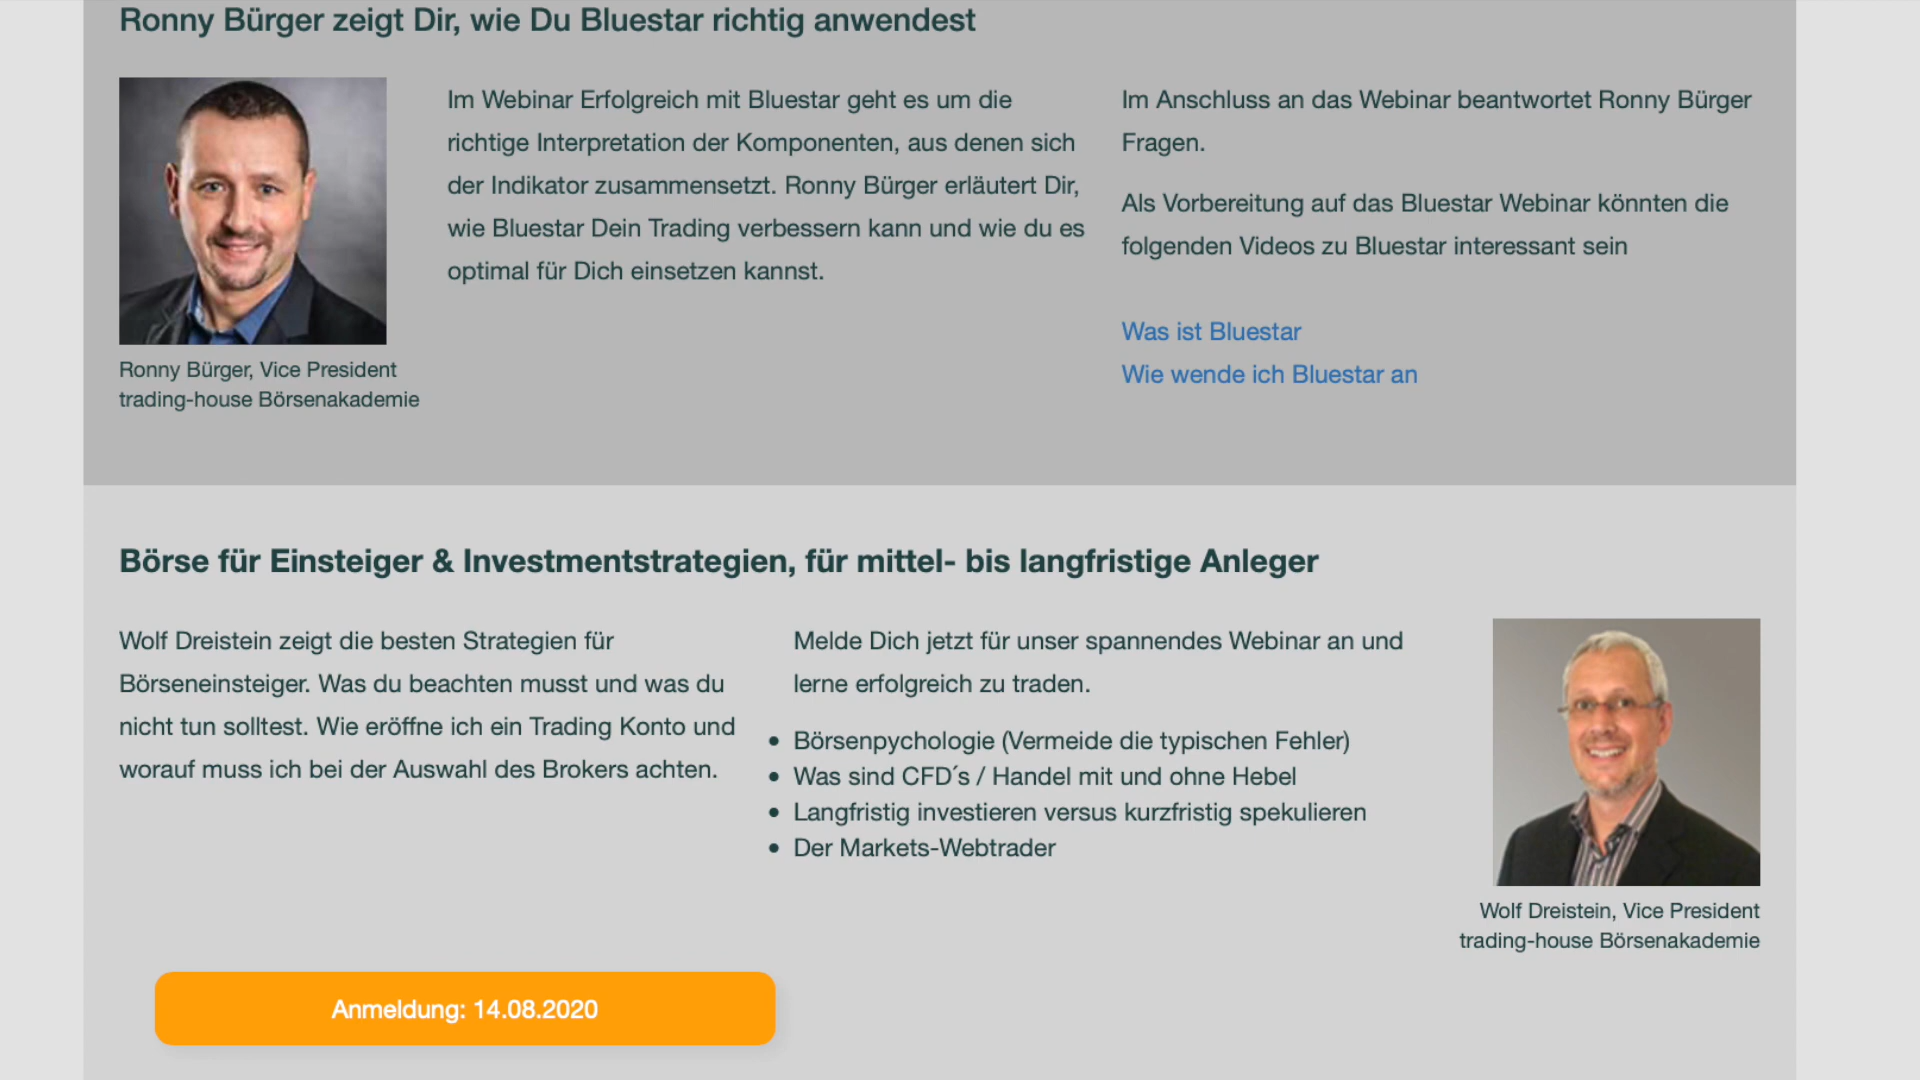 Ronny Bürger zeigt Dir, wie Du Bluestar richtig anwendest
Im Webinar Erfolgreich mit Bluestar geht es um die
richtige Interpretation der Komponenten, aus denen sich
der Indikator zusammensetzt. Ronny Bürger erläutert Dir,
wie Bluestar Dein Trading verbessern kann und wie du es
optimal für Dich einsetzen kannst.
Im Anschluss an das Webinar beantwortet Ronny Bürger
Fragen.
Als Vorbereitung auf das Bluestar Webinar könnten die
folgenden Videos zu Bluestar interessant sein
Was ist Bluestar
Wie wende ich Bluestar an
Ronny Bürger, Vice President
trading-house Börsenakademie
Börse für Einsteiger & Investmentstrategien, für mittel- bis langfristige Anleger
Wolf Dreistein zeigt die besten Strategien für
Börseneinsteiger. Was du beachten musst und was du
nicht tun solltest. Wie eröffne ich ein Trading Konto und
worauf muss ich bei der Auswahl des Brokers achten.
Melde Dich jetzt für unser spannendes Webinar an und
lerne erfolgreich zu traden.
• Börsenpychologie (Vermeide die typischen Fehler)
• Was sind CFD´s / Handel mit und ohne Hebel
• Langfristig investieren versus kurzfristig spekulieren
• Der Markets-Webtrader
Wolf Dreistein, Vice President
trading-house Börsenakademie
Anmeldung: 14.08.2020